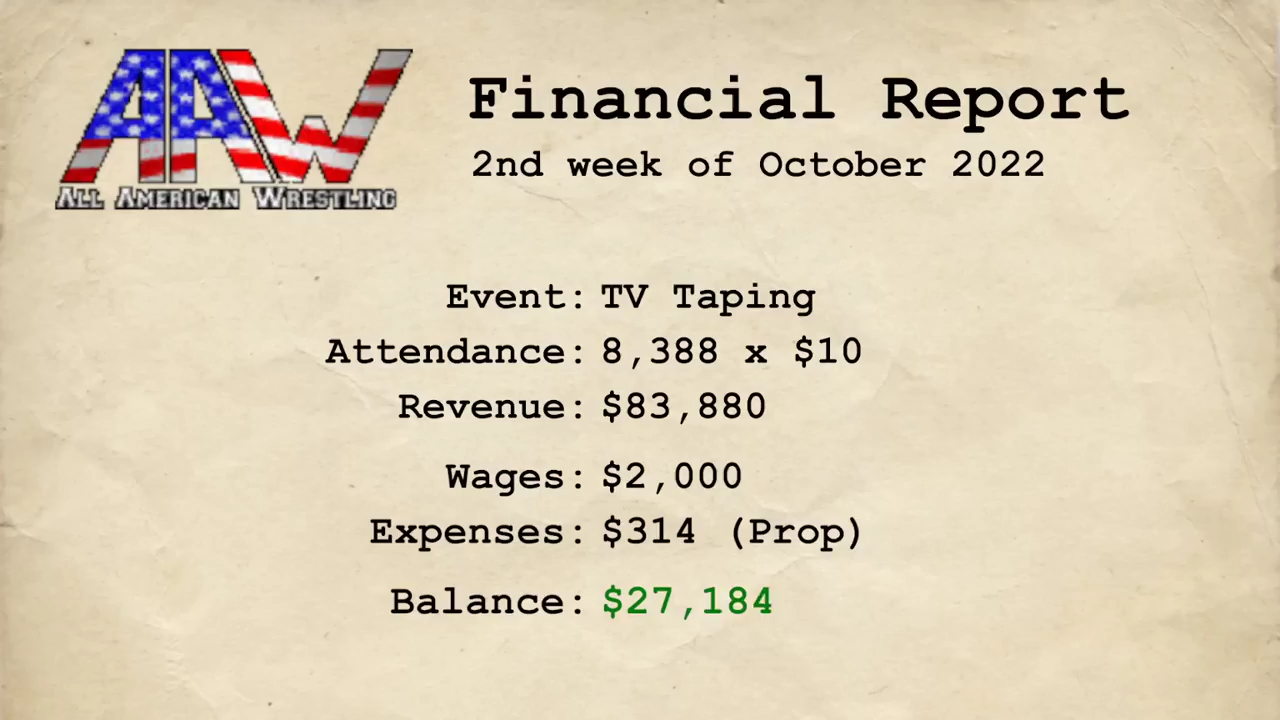 AAW
ALL AMERICAN WRESTLING
Financial Report
2nd week of October 2022
Event: TV Taping
Attendance: 8,388 x $10
Revenue: $83,880
Wages: $2,000
Expenses: $314 (Prop)
Balance: $27,184